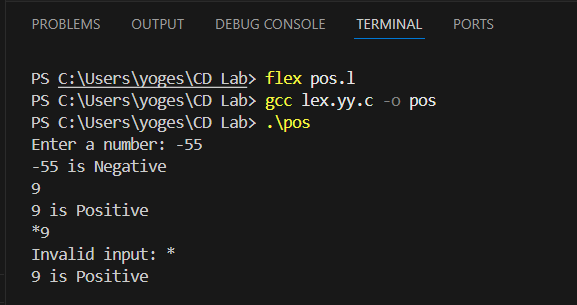 PROBLEMS OUTPUT DEBUG CONSOLE TERMINAL PORTS
PS C:\Users\yoges\CD Lab> flex pos.l
PS C:\Users\yoges\CD Lab> gcc lex.yy.c -o pos
PS C:\Users\yoges\CD Lab> .\pos
Enter a number: -55
-55 is Negative
9
9 is Positive
*9
Invalid input: *
9 is Positive